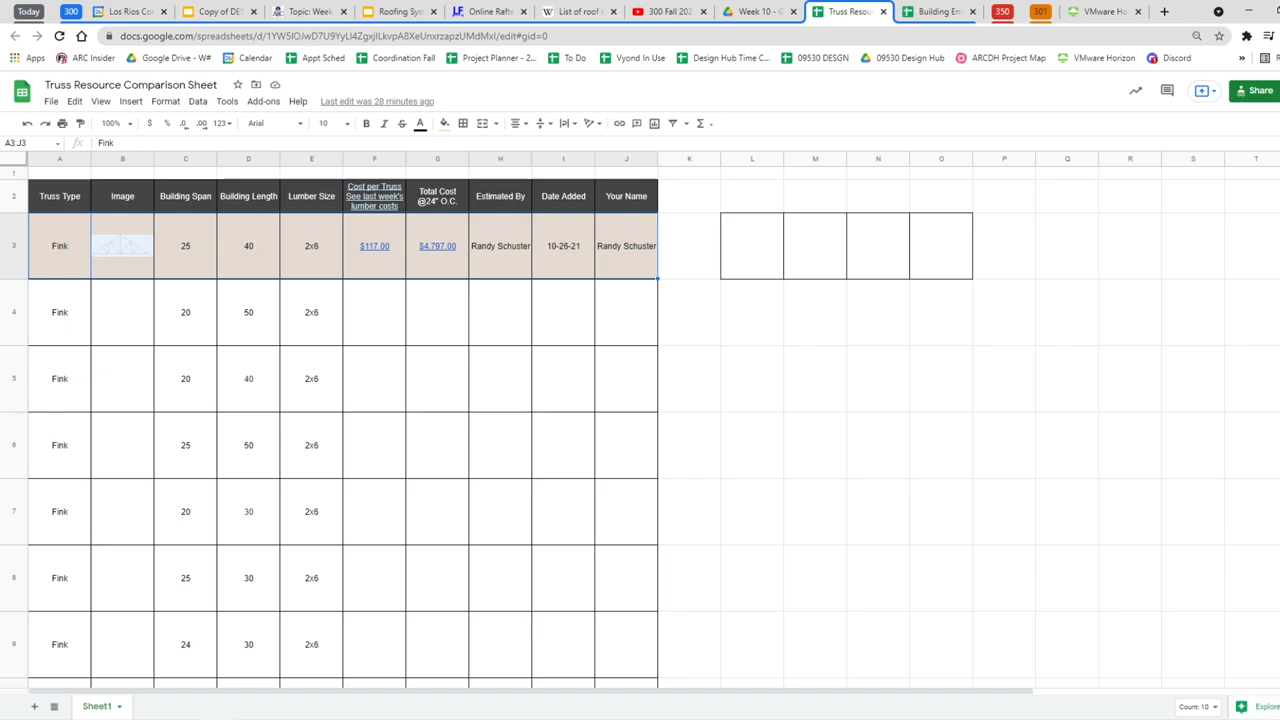 Today 300 Los Rios Co Copy of DES Topic: Week Roofing Sys Online Rafte List of roof s 300 Fall 202 Week 10 - G Truss Resou Building En 350 301 VMware Ho
docs.google.com/spreadsheets/d/1YW5IOJwD7U9YyLl4ZgxjlLkvpA8XeUnxrzapzUMdMxI/edit#gid=0
Apps ARC Insider Google Drive - W# Calendar Appt Sched Coordination Fall Project Planner - 2... To Do Vyond In Use Design Hub Time C... 09530 DESIGN 09530 Design Hub ARCDH Project Map VMware Horizon Discord
Truss Resource Comparison Sheet
Share
File Edit View Insert Format Data Tools Add-ons Help Last edit was 28 minutes ago
100% $ % .0 .00 123 Arial 10 B I S A
A3:J3 fx Fink
A B C D E F G H I J K L M N O P Q R S T
1
2 Truss Type Image Building Span Building Length Lumber Size Cost per Truss See last week's lumber costs Total Cost @24" O.C. Estimated By Date Added Your Name
3 Fink 25 40 2x6 $117.00 $4,797.00 Randy Schuster 10-26-21 Randy Schuster
4 Fink 20 50 2x6
5 Fink 20 40 2x6
6 Fink 25 50 2x6
7 Fink 20 30 2x6
8 Fink 25 30 2x6
9 Fink 24 30 2x6
Sheet1 Count: 10 Explore